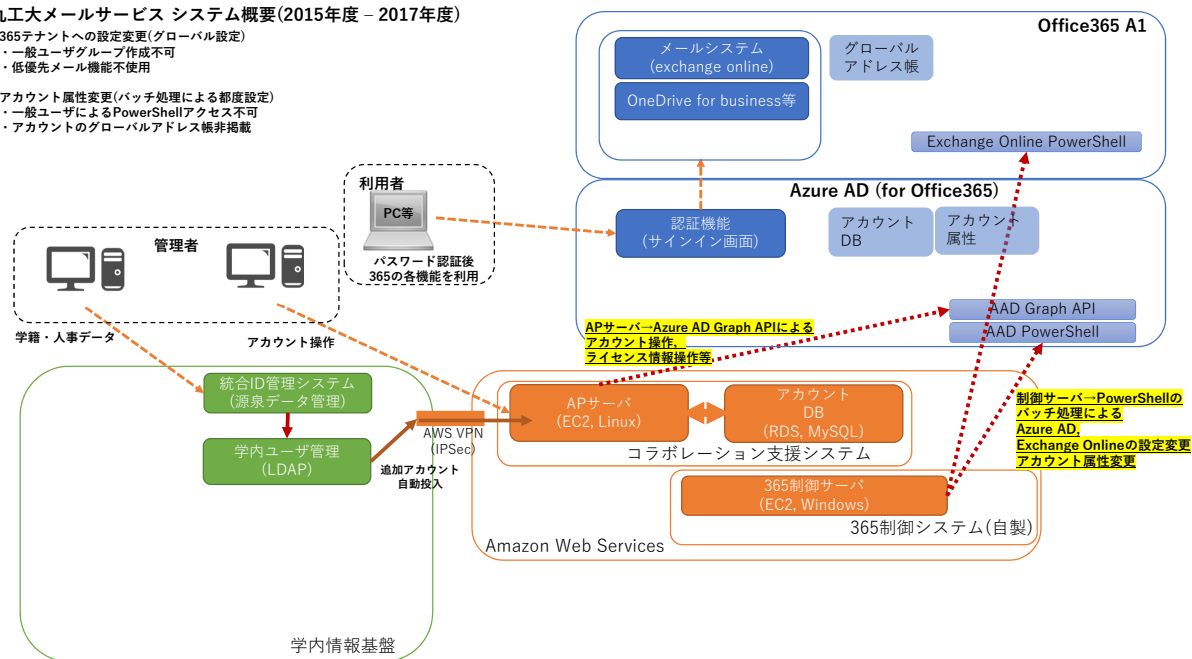 九工大メールサービス システム概要(2015年度 – 2017年度)
365テナントへの設定変更(グローバル設定)
・一般ユーザグループ作成不可
・低優先メール機能不使用
アカウント属性変更(バッチ処理による都度設定)
・一般ユーザによるPowerShellアクセス不可
・アカウントのグローバルアドレス帳非掲載
Office365 A1
メールシステム
(exchange online)
OneDrive for business等
グローバル
アドレス帳
Exchange Online PowerShell
Azure AD (for Office365)
認証機能
(サインイン画面)
アカウント
DB
アカウント
属性
AAD Graph API
AAD PowerShell
利用者
PC等
パスワード認証後
365の各機能を利用
管理者
学籍・人事データ
アカウント操作
APサーバ→Azure AD Graph APIによる
アカウント操作,
ライセンス情報操作等
統合ID管理システム
(源泉データ管理)
学内ユーザ管理
(LDAP)
追加アカウント
自動投入
学内情報基盤
AWS VPN
(IPSec)
APサーバ
(EC2, Linux)
アカウント
DB
(RDS, MySQL)
コラボレーション支援システム
365制御サーバ
(EC2, Windows)
365制御システム(自製)
Amazon Web Services
制御サーバ→PowerShellの
バッチ処理による
Azure AD,
Exchange Onlineの設定変更
アカウント属性変更